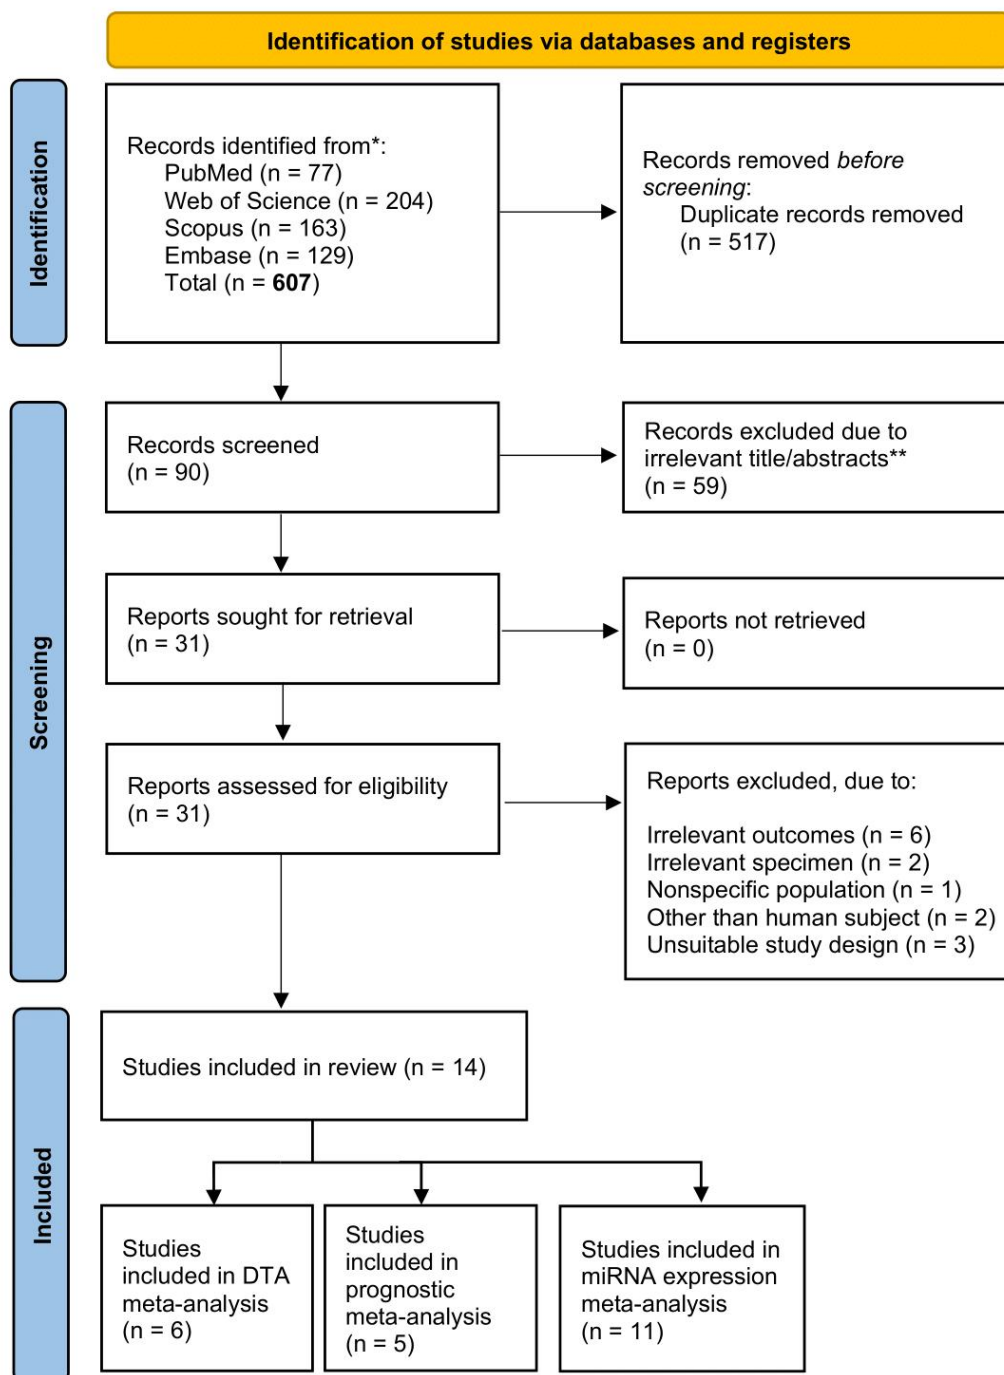 Identification of studies via databases and registers
Identification
Records identified from*:
PubMed (n = 77)
Web of Science (n = 204)
Scopus (n = 163)
Embase (n = 129)
Total (n = 607)
Records removed before
screening:
Duplicate records removed
(n = 517)
Screening
Records screened
(n = 90)
Records excluded due to
irrelevant title/abstracts**
(n = 59)
Reports sought for retrieval
(n = 31)
Reports not retrieved
(n = 0)
Reports assessed for eligibility
(n = 31)
Reports excluded, due to:
Irrelevant outcomes (n = 6)
Irrelevant specimen (n = 2)
Nonspecific population (n = 1)
Other than human subject (n = 2)
Unsuitable study design (n = 3)
Included
Studies included in review (n = 14)
Studies
included in DTA
meta-analysis
(n = 6)
Studies
included in
prognostic
meta-analysis
(n = 5)
Studies included in
miRNA expression
meta-analysis
(n = 11)